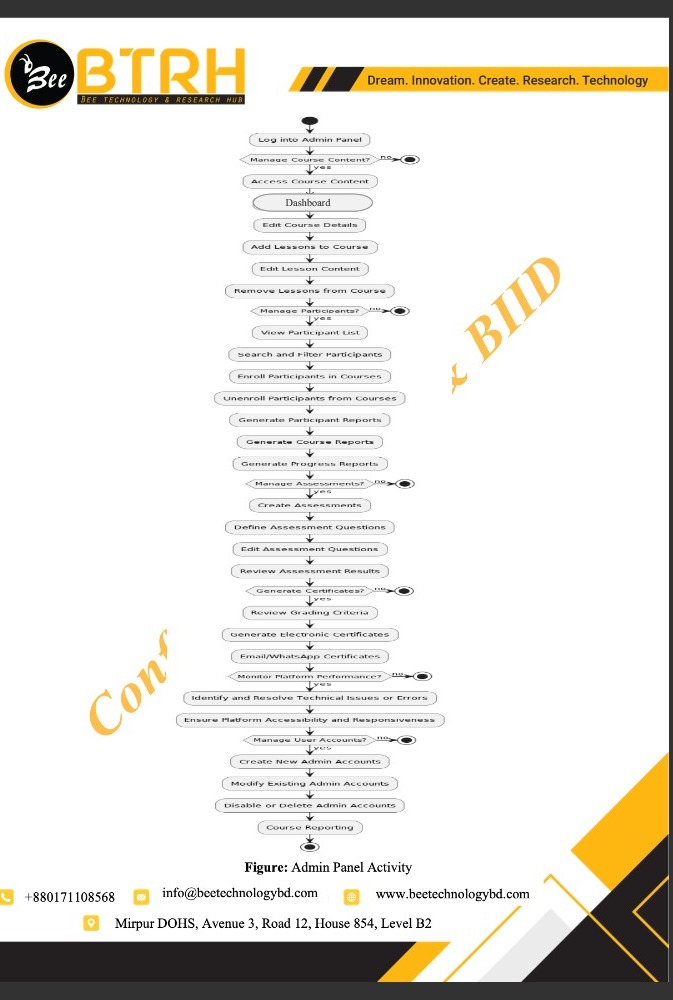 Bee BTRH
BEE TECHNOLOGY & RESEARCH HUB
Dream. Innovation. Create. Research. Technology
Log into Admin Panel
Manage Course Content? no
yes
Access Course Content
Dashboard
Edit Course Details
Add Lessons to Course
Edit Lesson Content
Remove Lessons from Course
Manage Participants? no
yes
View Participant List
Search and Filter Participants
Enroll Participants in Courses
Unenroll Participants from Courses
Generate Participant Reports
Generate Course Reports
Generate Progress Reports
Manage Assessments? no
yes
Create Assessments
Define Assessment Questions
Edit Assessment Questions
Review Assessment Results
Generate Certificates? no
yes
Review Grading Criteria
Generate Electronic Certificates
Email/WhatsApp Certificates
Monitor Platform Performance? no
yes
Identify and Resolve Technical Issues or Errors
Ensure Platform Accessibility and Responsiveness
Manage User Accounts? no
yes
Create New Admin Accounts
Modify Existing Admin Accounts
Disable or Delete Admin Accounts
Course Reporting
Conf
& BIID
Figure: Admin Panel Activity
+880171108568 info@beetechnologybd.com www.beetechnologybd.com
Mirpur DOHS, Avenue 3, Road 12, House 854, Level B2